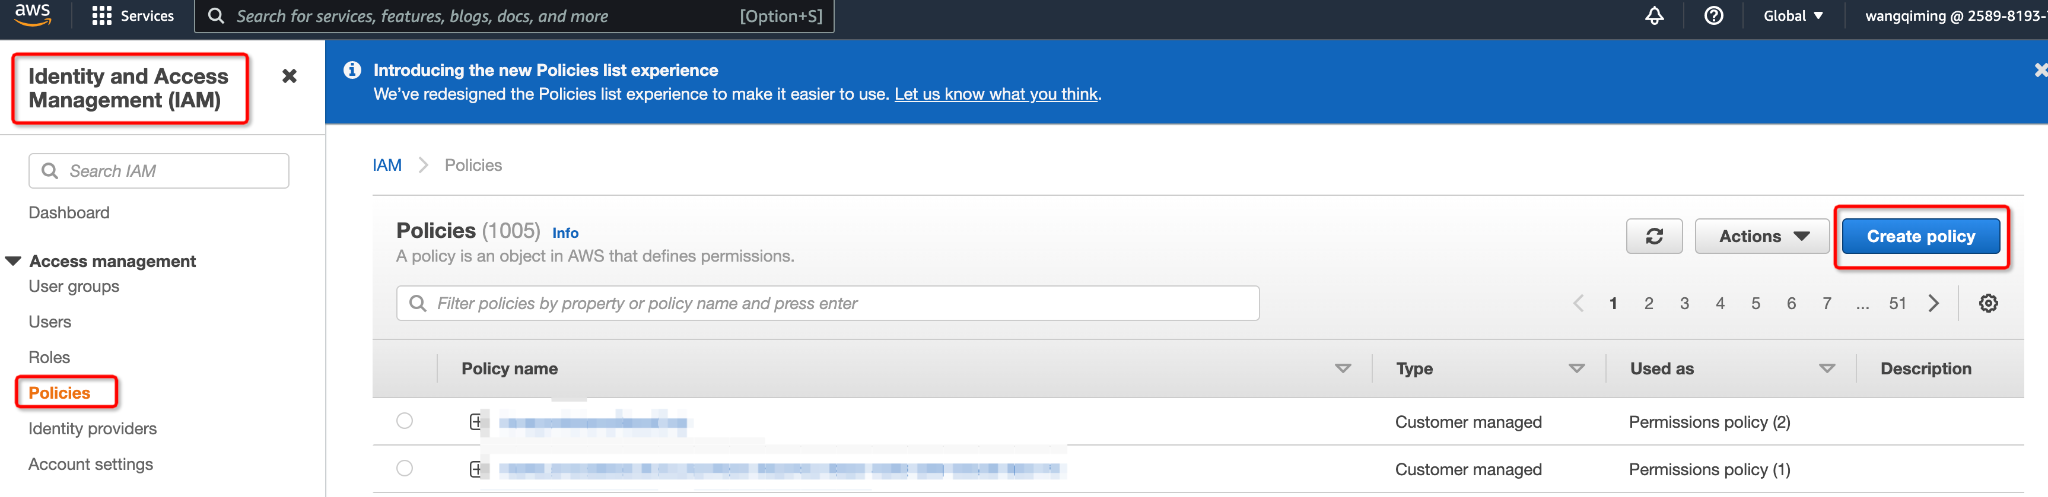 aws Services Search for services, features, blogs, docs, and more [Option+S] Global wangqiming @ 2589-8193-
Identity and Access
Management (IAM)
Search IAM
Dashboard
Access management
User groups
Users
Roles
Policies
Identity providers
Account settings
Introducing the new Policies list experience
We've redesigned the Policies list experience to make it easier to use. Let us know what you think.
IAM Policies
Policies (1005) Info
A policy is an object in AWS that defines permissions.
Actions Create policy
Filter policies by property or policy name and press enter
1 2 3 4 5 6 7 ... 51
Policy name Type Used as Description
Customer managed Permissions policy (2)
Customer managed Permissions policy (1)